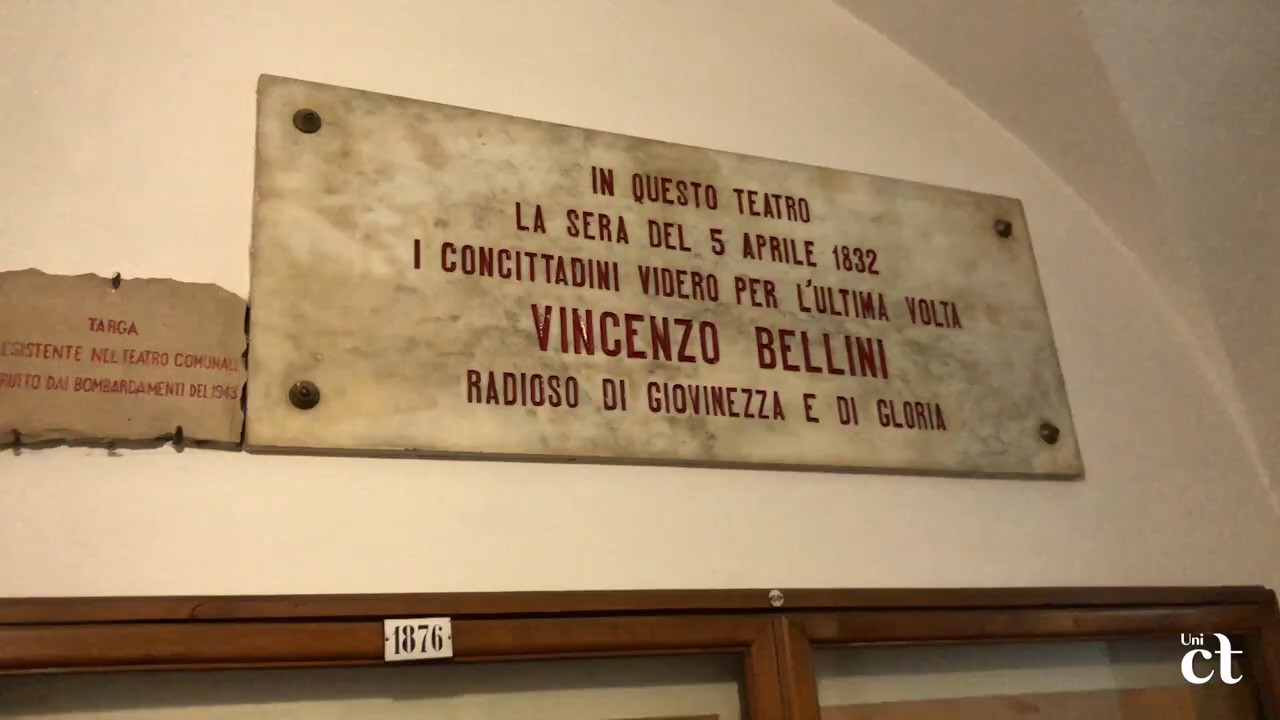 IN QUESTO TEATRO
LA SERA DEL 5 APRILE 1832
I CONCITTADINI VIDERO PER L'ULTIMA VOLTA
VINCENZO BELLINI
RADIOSO DI GIOVINEZZA E DI GLORIA
TARGA
ESISTENTE NEL TEATRO COMUNALE
RUTTO DAI BOMBARDAMENTI DEL 1943
1876
Uni
ct